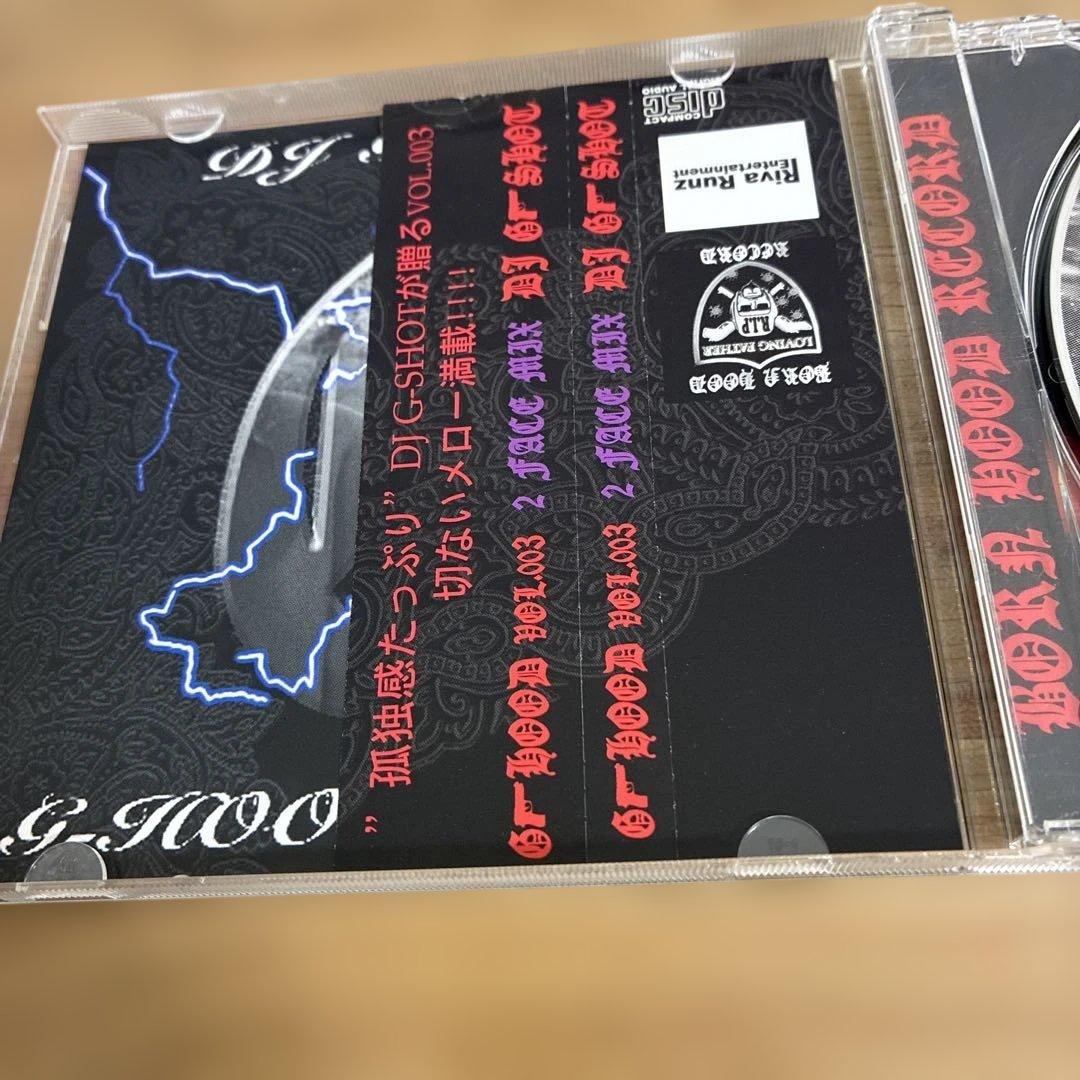 ”孤独感たっぷり” DJ G-SHOTが贈るVOL.003
切ないメロー満載!!!!
G-HOOD VOL.003 2 FACE MIX DJ G-SHOT
G-HOOD VOL.003 2 FACE MIX DJ G-SHOT
COMPACT
disc
DIGITAL AUDIO
Riva Runz
Entertainment
BORN HOOD
LOVING FATHER
R.I.P
RECORD
BORN HOOD RECORD
G-HOO
DJ